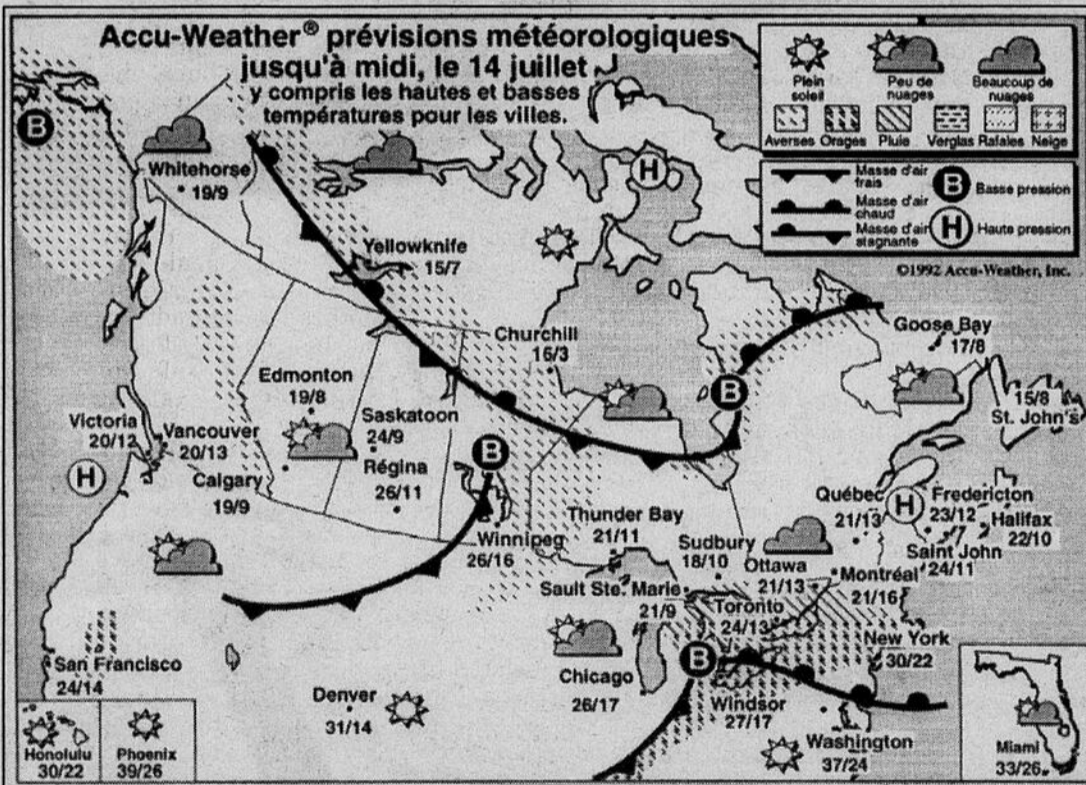 Accu-Weather® prévisions météorologiques
jusqu'à midi, le 14 juillet
y compris les hautes et basses
températures pour les villes.
Plein
soleil
Peu de
nuages
Beaucoup de
nuages
Averses Orages Pluie Verglas Rafales Neige
Masse d'air
frais
B Basse pression
Masse d'air
chaud
Masse d'air
stagnante
H Haute pression
©1992 Accu-Weather, Inc.
B
Whitehorse
19/9
H
Yellowknife
15/7
Churchill
16/3
Goose Bay
17/8
B
15/8
St. John's
Edmonton
19/8
Saskatoon
24/9
Victoria
20/12
Vancouver
20/13
H
Calgary
19/9
Régina
26/11
B
Winnipeg
26/16
Thunder Bay
21/11
Sudbury
18/10
Québec
21/13
H
Fredericton
23/12
Halifax
22/10
Saint John
24/11
Ottawa
21/13
Montréal
21/16
Sault Ste. Marie
21/9
Toronto
24/13
New York
30/22
San Francisco
24/14
Denver
31/14
Chicago
26/17
B
Windsor
27/17
Washington
37/24
Honolulu
30/22
Phoenix
39/26
Miami
33/26